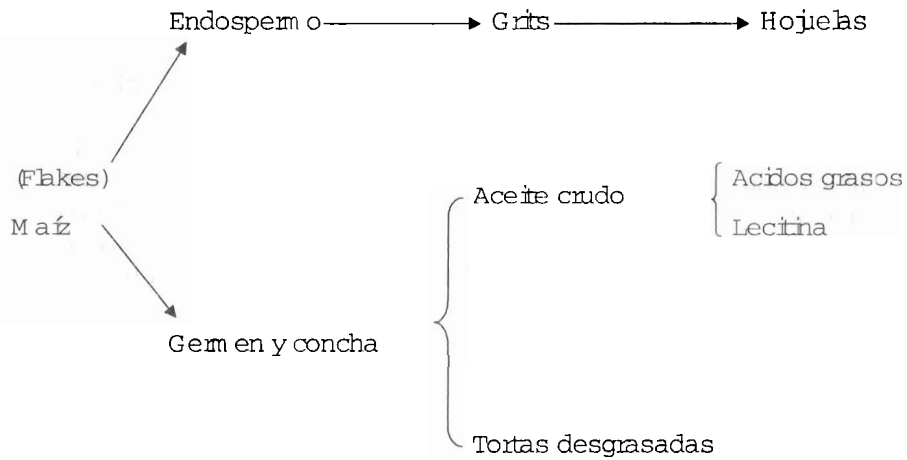 Endospermo Grits Hojuelas
(Flakes)
Maíz
Aceite crudo
Acidos grasos
Lecitina
Germen y concha
Tortas desgrasadas